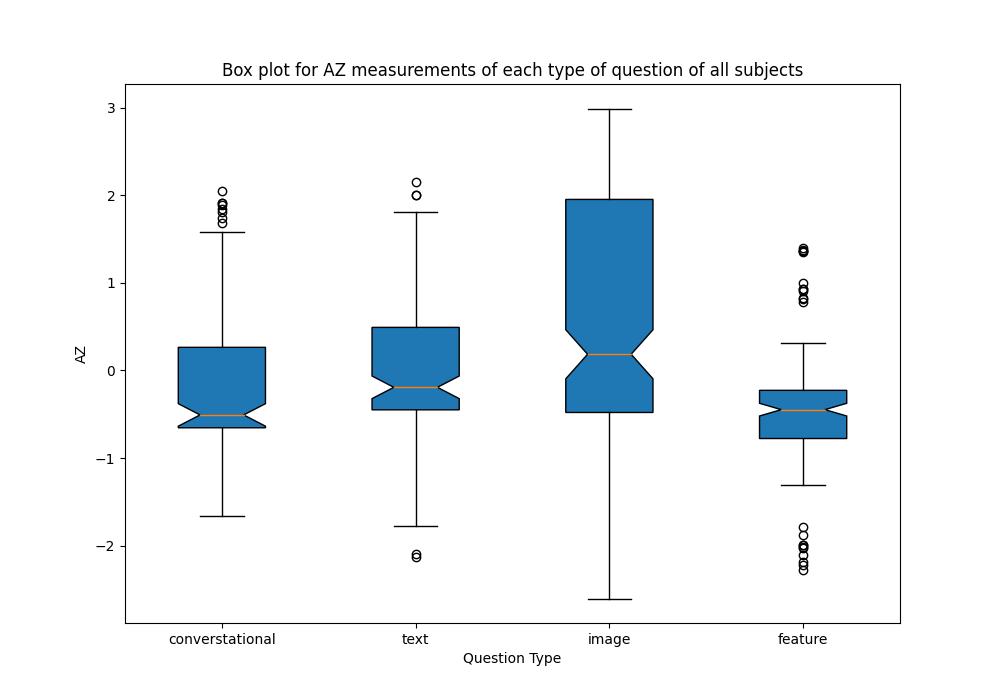 Box plot for AZ measurements of each type of question of all subjects
3
2
1
0
−1
−2
AZ
converstational text image feature
Question Type